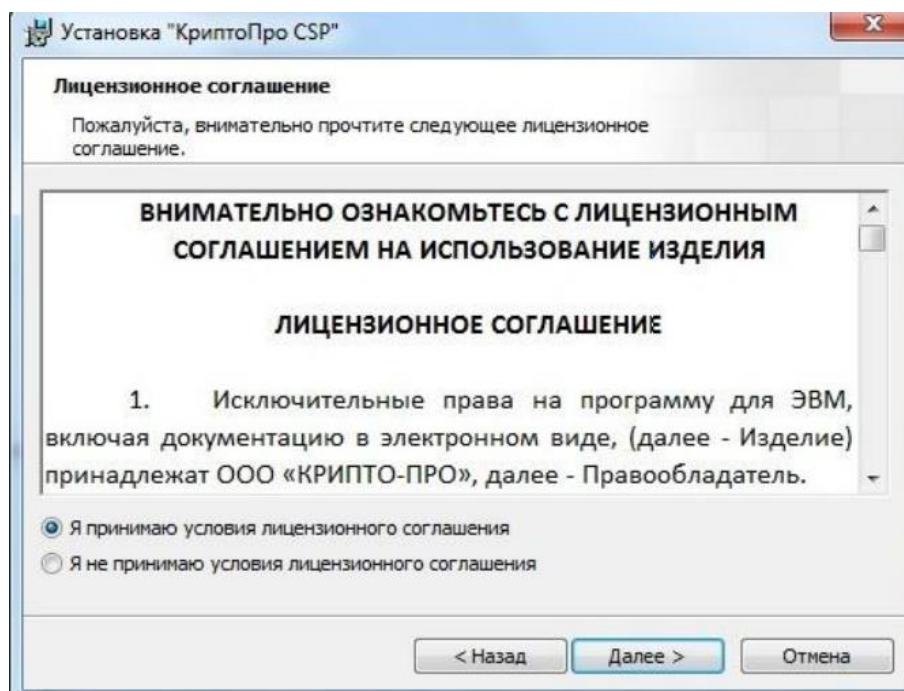 Установка "КриптоПро CSP"
Лицензионное соглашение
Пожалуйста, внимательно прочтите следующее лицензионное
соглашение.
ВНИМАТЕЛЬНО ОЗНАКОМЬТЕСЬ С ЛИЦЕНЗИОННЫМ
СОГЛАШЕНИЕМ НА ИСПОЛЬЗОВАНИЕ ИЗДЕЛИЯ
ЛИЦЕНЗИОННОЕ СОГЛАШЕНИЕ
1. Исключительные права на программу для ЭВМ,
включая документацию в электронном виде, (далее - Изделие)
принадлежат ООО «КРИПТО-ПРО», далее - Правообладатель.
Я принимаю условия лицензионного соглашения
Я не принимаю условия лицензионного соглашения
< Назад
Далее >
Отмена